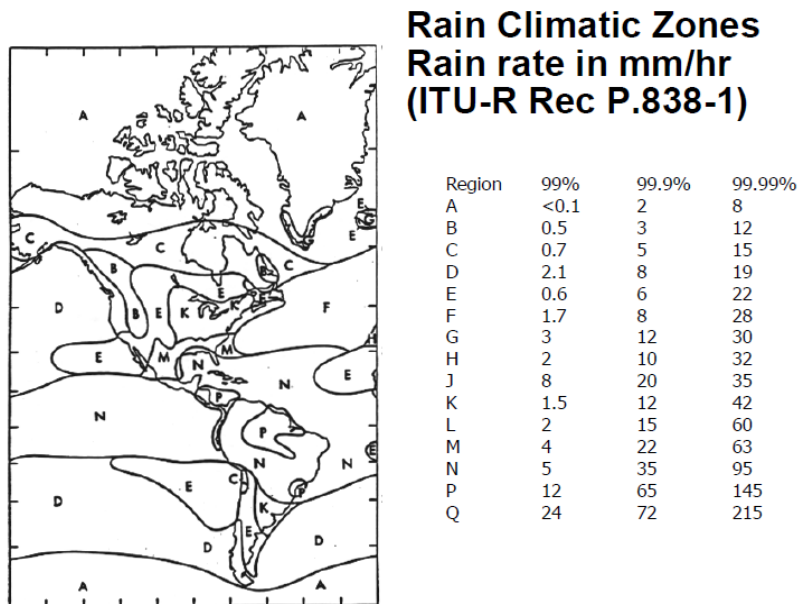 Rain Climatic Zones
Rain rate in mm/hr
(ITU-R Rec P.838-1)
Region 99% 99.9% 99.99%
A <0.1 2 8
B 0.5 3 12
C 0.7 5 15
D 2.1 8 19
E 0.6 6 22
F 1.7 8 28
G 3 12 30
H 2 10 32
J 8 20 35
K 1.5 12 42
L 2 15 60
M 4 22 63
N 5 35 95
P 12 65 145
Q 24 72 215
A A
E
G
C C C E
B B
E E
D B E K K F
M H
E M N
N E
P
N P
N N E
C
E P
D K
E
D D
A A